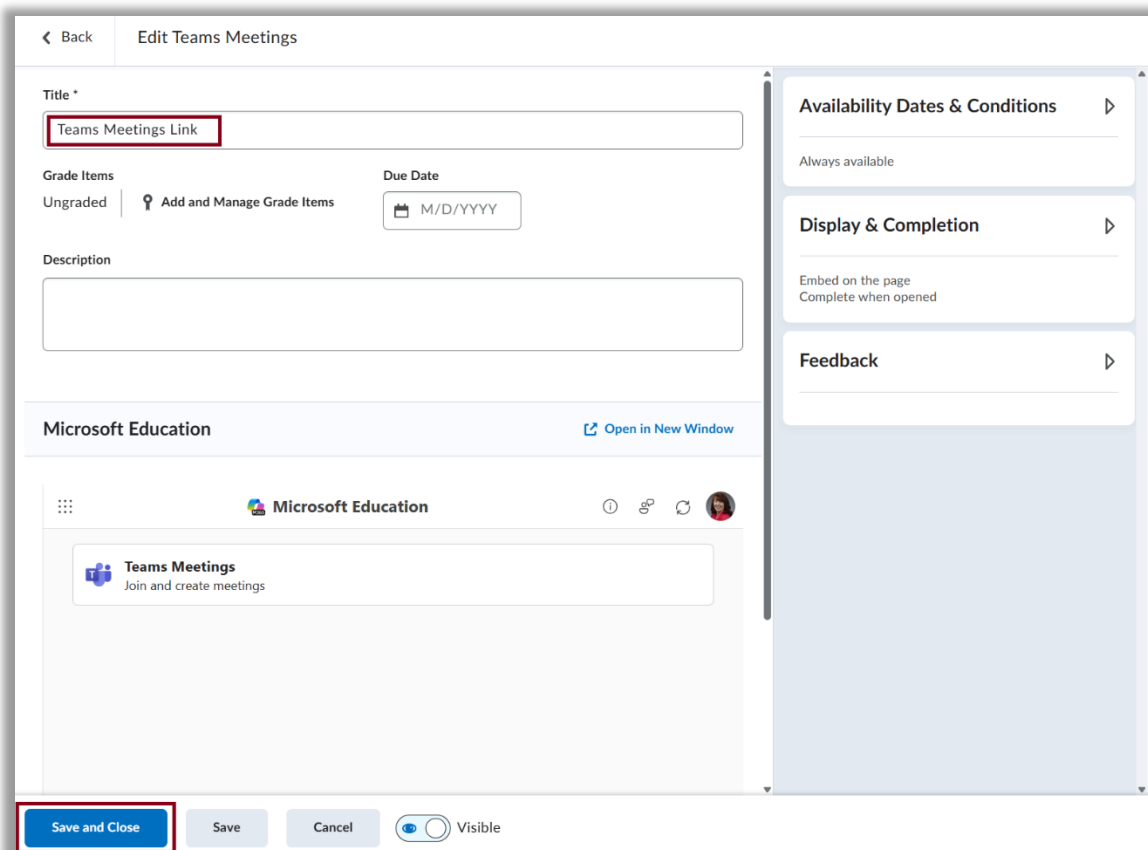 Back
Edit Teams Meetings
Title *
Teams Meetings Link
Grade Items
Ungraded
Add and Manage Grade Items
Due Date
M/D/YYYY
Description
Microsoft Education
Open in New Window
Microsoft Education
Teams Meetings
Join and create meetings
Availability Dates & Conditions
Always available
Display & Completion
Embed on the page
Complete when opened
Feedback
Save and Close
Save
Cancel
Visible